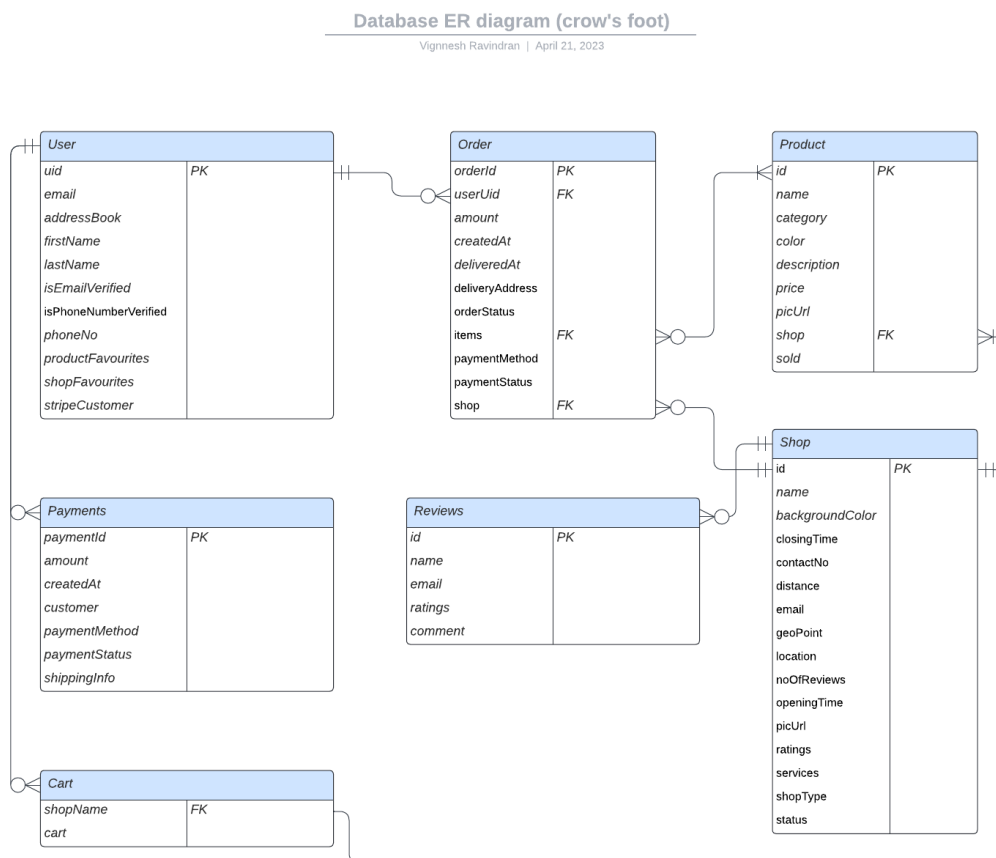 Database ER diagram (crow's foot)
Vignnesh Ravindran | April 21, 2023
User
uid PK
email
addressBook
firstName
lastName
isEmailVerified
isPhoneNumberVerified
phoneNo
productFavourites
shopFavourites
stripeCustomer
Order
orderId PK
userUid FK
amount
createdAt
deliveredAt
deliveryAddress
orderStatus
items FK
paymentMethod
paymentStatus
shop FK
Product
id PK
name
category
color
description
price
picUrl
shop FK
sold
Payments
paymentId PK
amount
createdAt
customer
paymentMethod
paymentStatus
shippingInfo
Reviews
id PK
name
email
ratings
comment
Shop
id PK
name
backgroundColor
closingTime
contactNo
distance
email
geoPoint
location
noOfReviews
openingTime
picUrl
ratings
services
shopType
status
Cart
shopName FK
cart